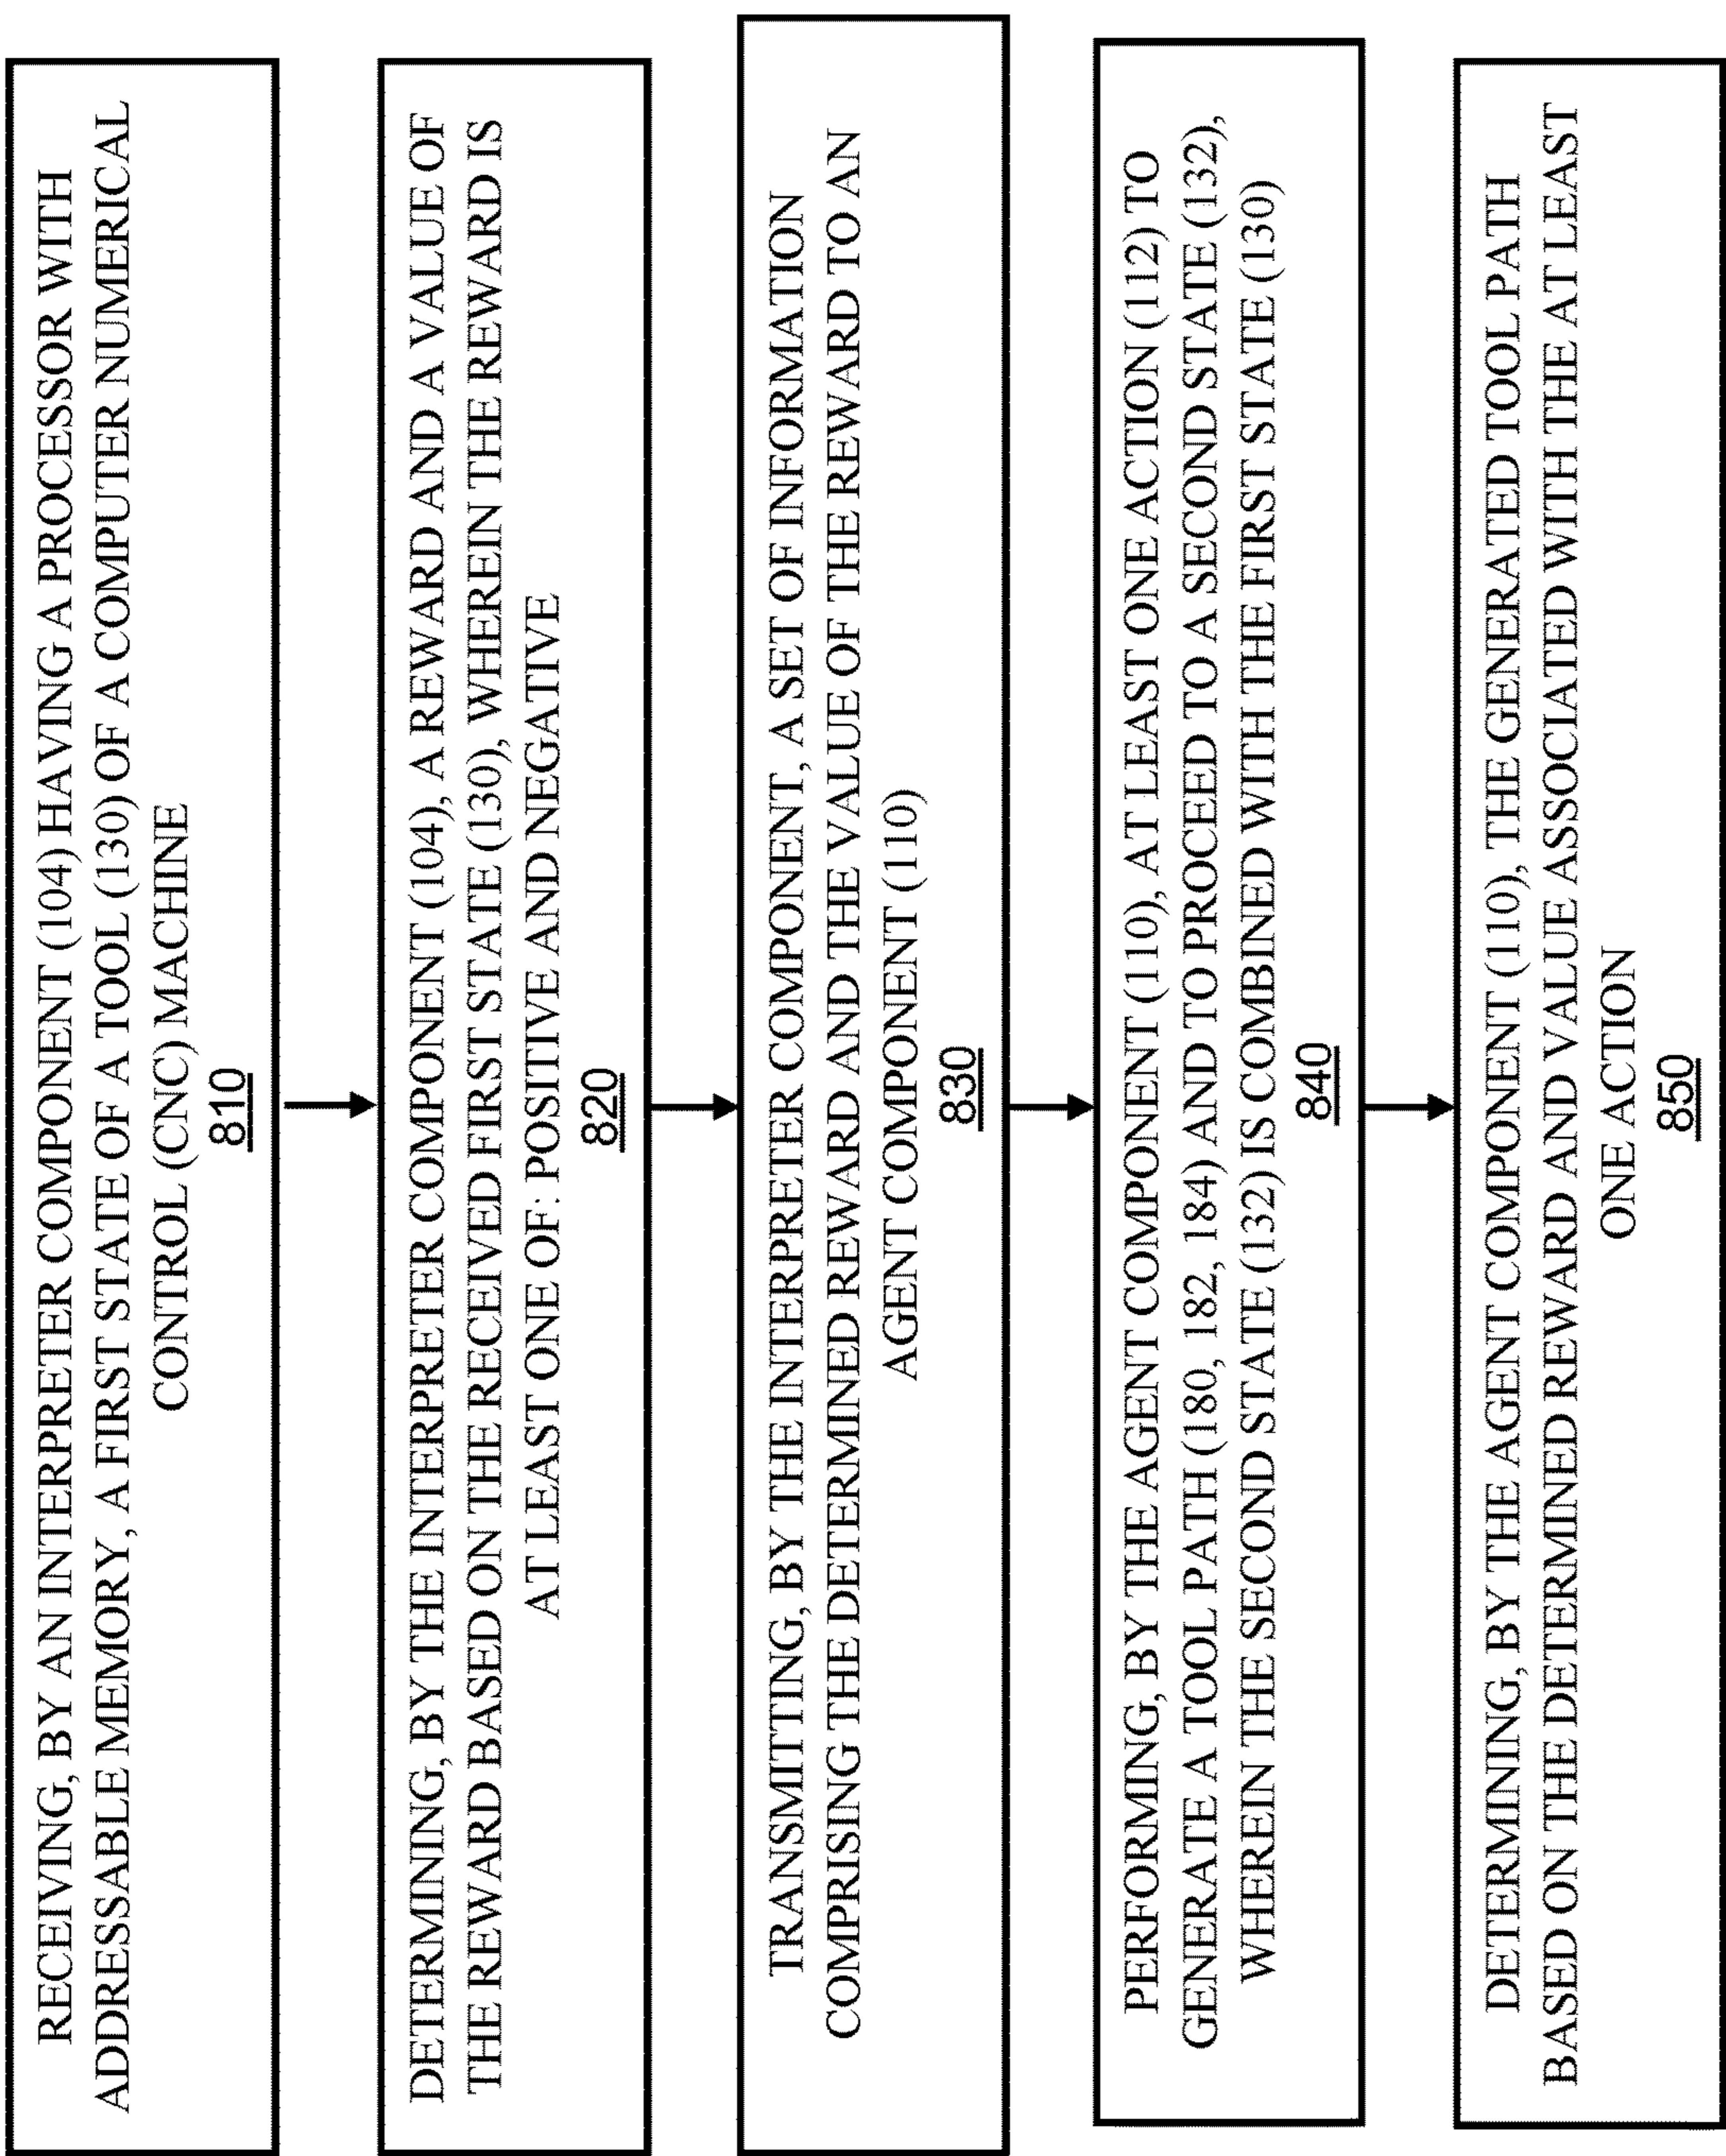 RECEIVING, BY AN INTERPRETER COMPONENT (104) HAVING A PROCESSOR WITH
ADDRESSABLE MEMORY, A FIRST STATE OF A TOOL (130) OF A COMPUTER NUMERICAL
CONTROL (CNC) MACHINE
810
DETERMINING, BY THE INTERPRETER COMPONENT (104), A REWARD AND A VALUE OF
THE REWARD BASED ON THE RECEIVED FIRST STATE (130), WHEREIN THE REWARD IS
AT LEAST ONE OF: POSITIVE AND NEGATIVE
820
TRANSMITTING, BY THE INTERPRETER COMPONENT, A SET OF INFORMATION
COMPRISING THE DETERMINED REWARD AND THE VALUE OF THE REWARD TO AN
AGENT COMPONENT (110)
830
PERFORMING, BY THE AGENT COMPONENT (110), AT LEAST ONE ACTION (112) TO
GENERATE A TOOL PATH (180, 182, 184) AND TO PROCEED TO A SECOND STATE (132),
WHEREIN THE SECOND STATE (132) IS COMBINED WITH THE FIRST STATE (130)
840
DETERMINING, BY THE AGENT COMPONENT (110), THE GENERATED TOOL PATH
BASED ON THE DETERMINED REWARD AND VALUE ASSOCIATED WITH THE AT LEAST
ONE ACTION
850